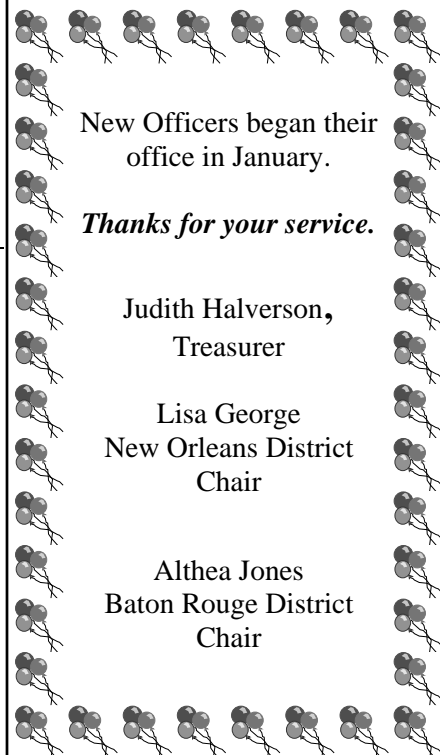 New Officers began their
office in January.
Thanks for your service.
Judith Halverson,
Treasurer
Lisa George
New Orleans District
Chair
Althea Jones
Baton Rouge District
Chair